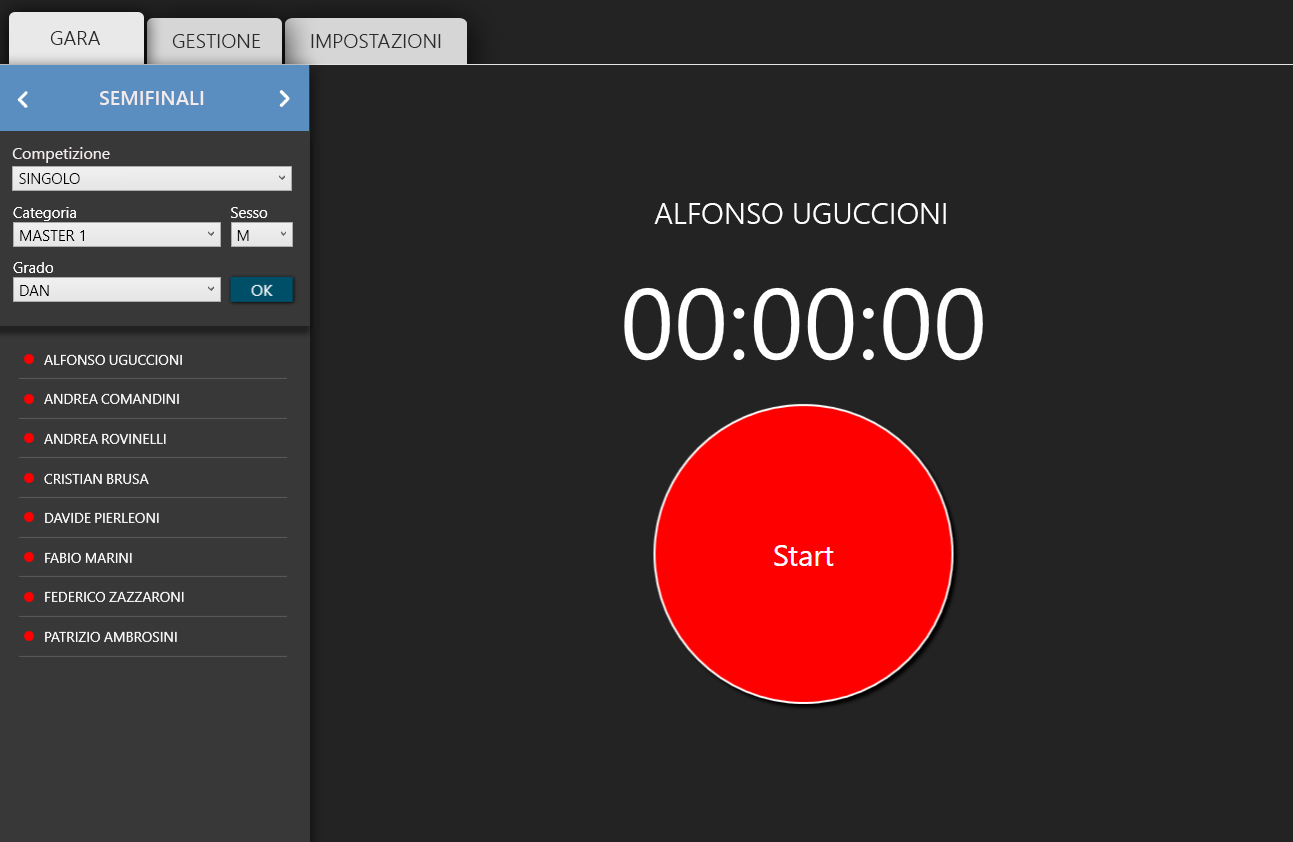 GARA
GESTIONE
IMPOSTAZIONI
SEMIFINALI
Competizione
SINGOLO
Categoria
Sesso
MASTER 1
M
Grado
DAN
OK
ALFONSO UGUCCIONI
ANDREA COMANDINI
ANDREA ROVINELLI
CRISTIAN BRUSA
DAVIDE PIERLEONI
FABIO MARINI
FEDERICO ZAZZARONI
PATRIZIO AMBROSINI
ALFONSO UGUCCIONI
00:00:00
Start